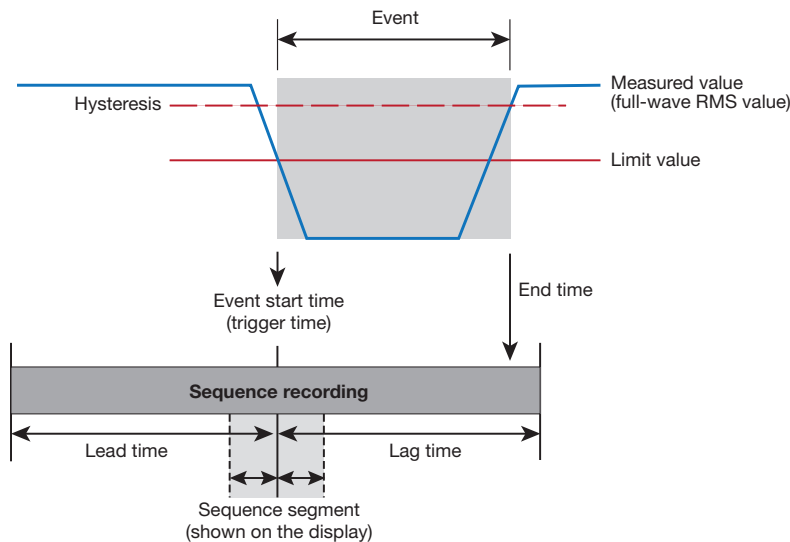 Event
Measured value
(full-wave RMS value)
Hysteresis
Limit value
End time
Event start time
(trigger time)
Sequence recording
Lead time
Lag time
Sequence segment
(shown on the display)